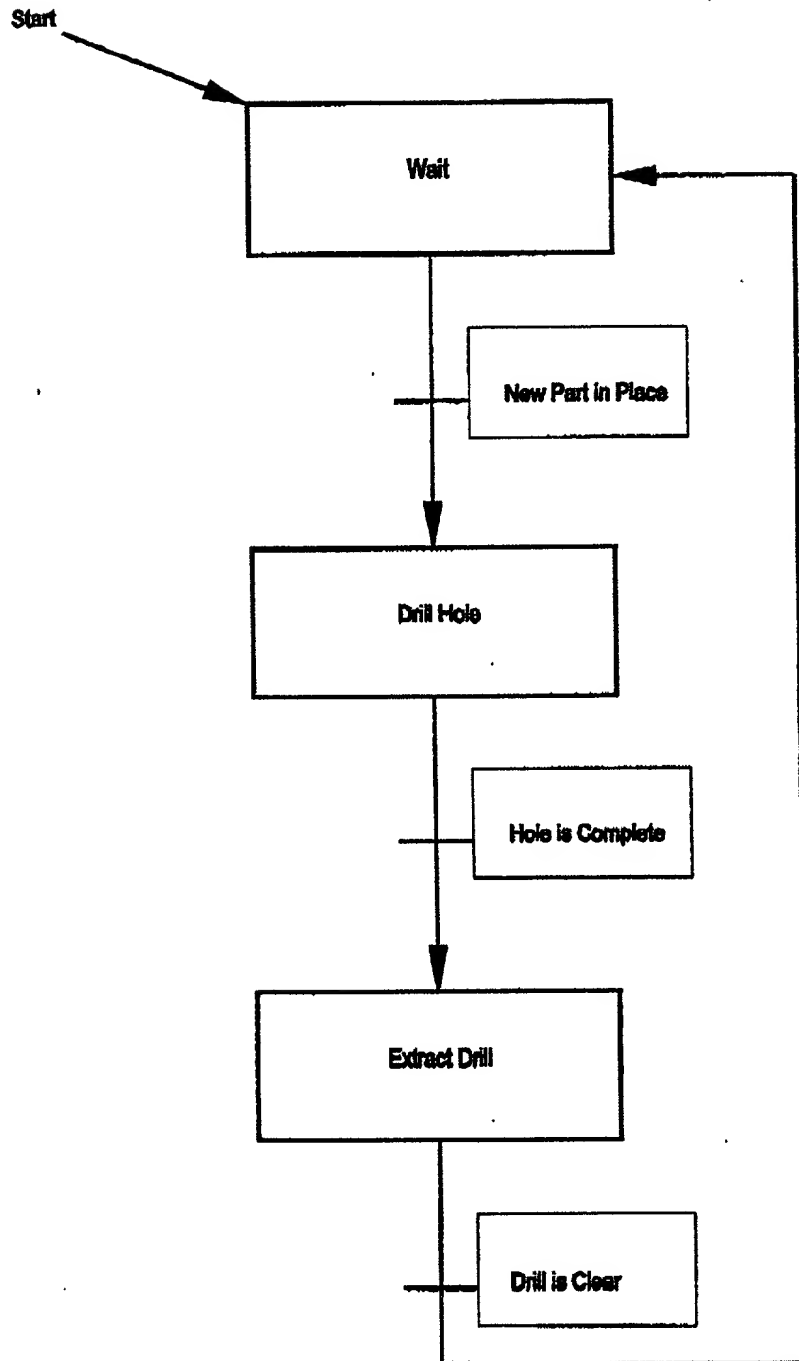 Start
Wait
New Part in Place
Drill Hole
Hole is Complete
Extract Drill
Drill is Clear